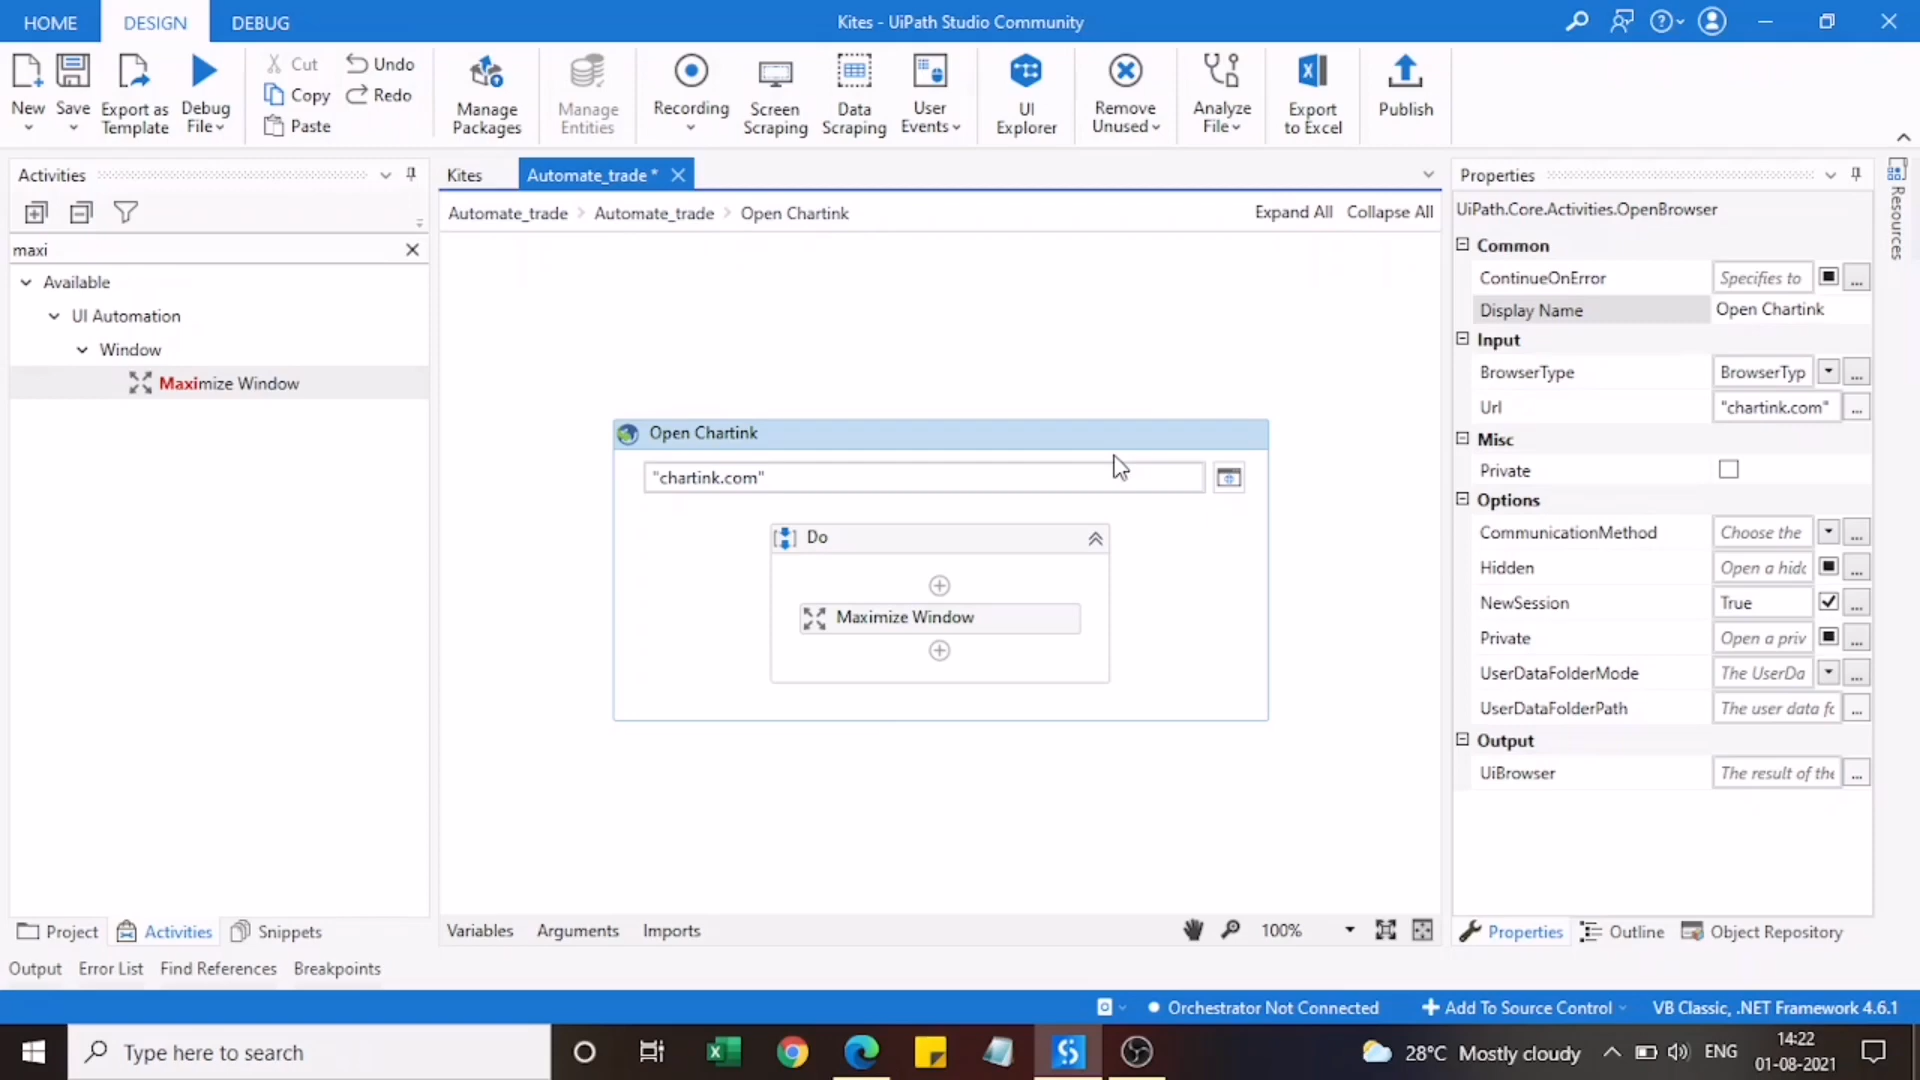 HOME DESIGN DEBUG Kites - UiPath Studio Community
New Save Export as Template Debug File Cut Copy Paste Undo Redo Manage Packages Manage Entities Recording Screen Scraping Data Scraping User Events UI Explorer Remove Unused Analyze File Export to Excel Publish
Activities
maxi
Available
UI Automation
Window
Maximize Window
Kites Automate_trade *
Automate_trade > Automate_trade > Open Chartink Expand All Collapse All
Open Chartink
"chartink.com"
Do
Maximize Window
Properties
UiPath.Core.Activities.OpenBrowser
Common
ContinueOnError Specifies to ...
Display Name Open Chartink
Input
BrowserType BrowserTyp ...
Url "chartink.com" ...
Misc
Private
Options
CommunicationMethod Choose the ...
Hidden Open a hidd ...
NewSession True ...
Private Open a priv ...
UserDataFolderMode The UserDa ...
UserDataFolderPath The user data fo ...
Output
UiBrowser The result of the ...
Resources
Project Activities Snippets
Variables Arguments Imports 100%
Properties Outline Object Repository
Output Error List Find References Breakpoints
Orchestrator Not Connected Add To Source Control VB Classic, .NET Framework 4.6.1
Type here to search
28°C Mostly cloudy ENG
14:22
01-08-2021